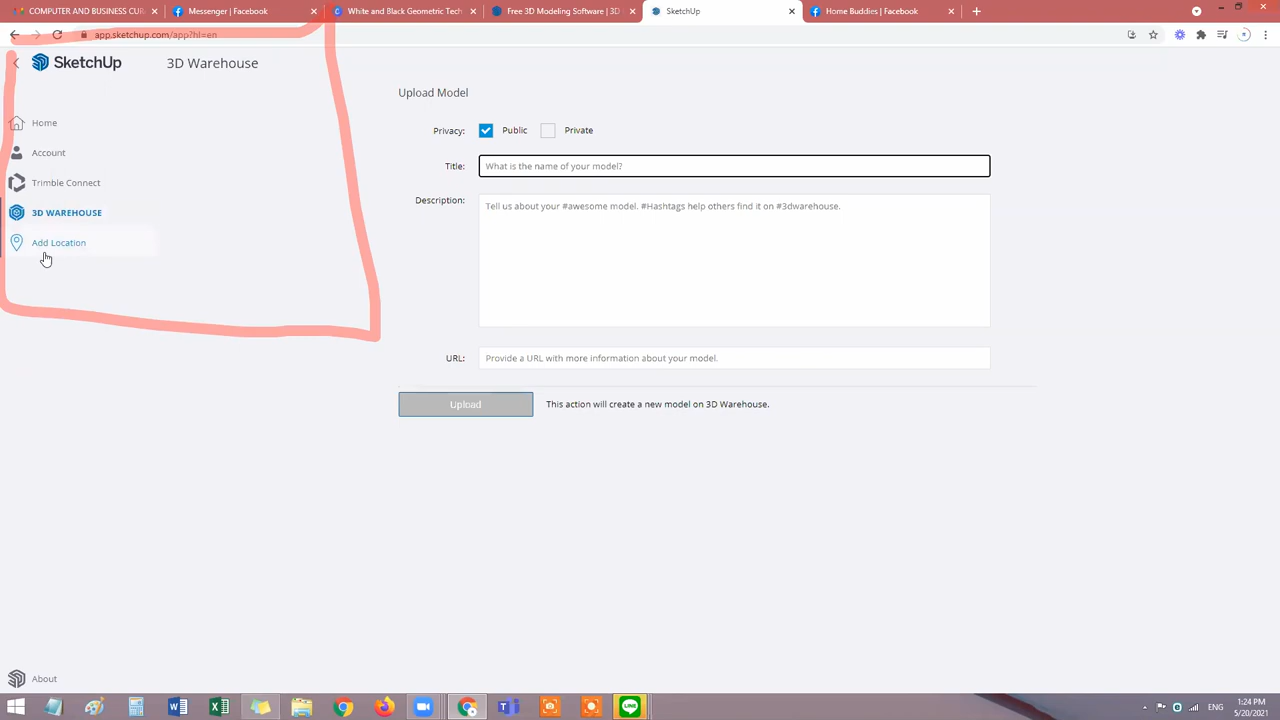 COMPUTER AND BUSINESS CUR
Messenger | Facebook
White and Black Geometric Tech
Free 3D Modeling Software | 3D
SketchUp
Home Buddies | Facebook
app.sketchup.com/app?hl=en
SketchUp
3D Warehouse
Home
Account
Trimble Connect
3D WAREHOUSE
Add Location
Upload Model
Privacy: Public Private
Title: What is the name of your model?
Description: Tell us about your #awesome model. #Hashtags help others find it on #3dwarehouse.
URL: Provide a URL with more information about your model.
Upload This action will create a new model on 3D Warehouse.
About
LINE
ENG
1:24 PM
5/20/2021